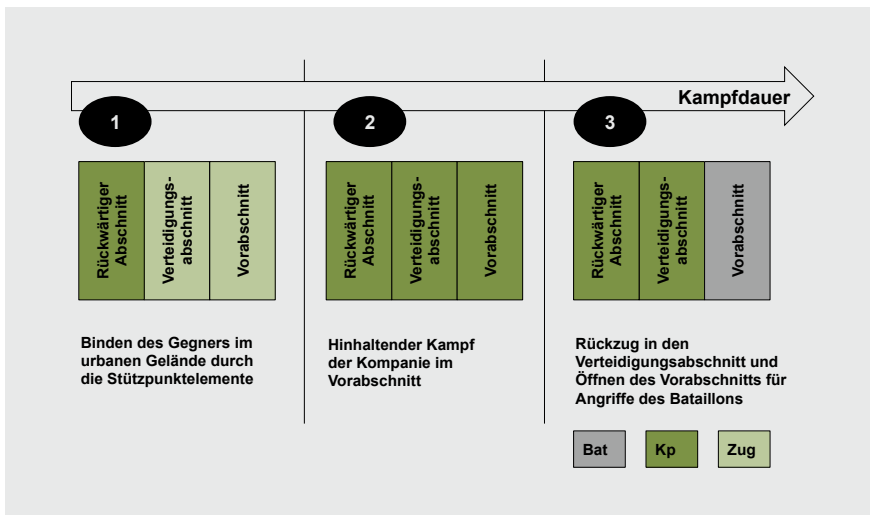 Kampfdauer
1
2
3
Rückwärtiger
Abschnitt
Verteidigungs-
abschnitt
Vorabschnitt
Rückwärtiger
Abschnitt
Verteidigungs-
abschnitt
Vorabschnitt
Rückwärtiger
Abschnitt
Verteidigungs-
abschnitt
Vorabschnitt
Binden des Gegners im
urbanen Gelände durch
die Stützpunktelemente
Hinhaltender Kampf
der Kompanie im
Vorabschnitt
Rückzug in den
Verteidigungsabschnitt und
Öffnen des Vorabschnitts für
Angriffe des Bataillons
Bat
Kp
Zug